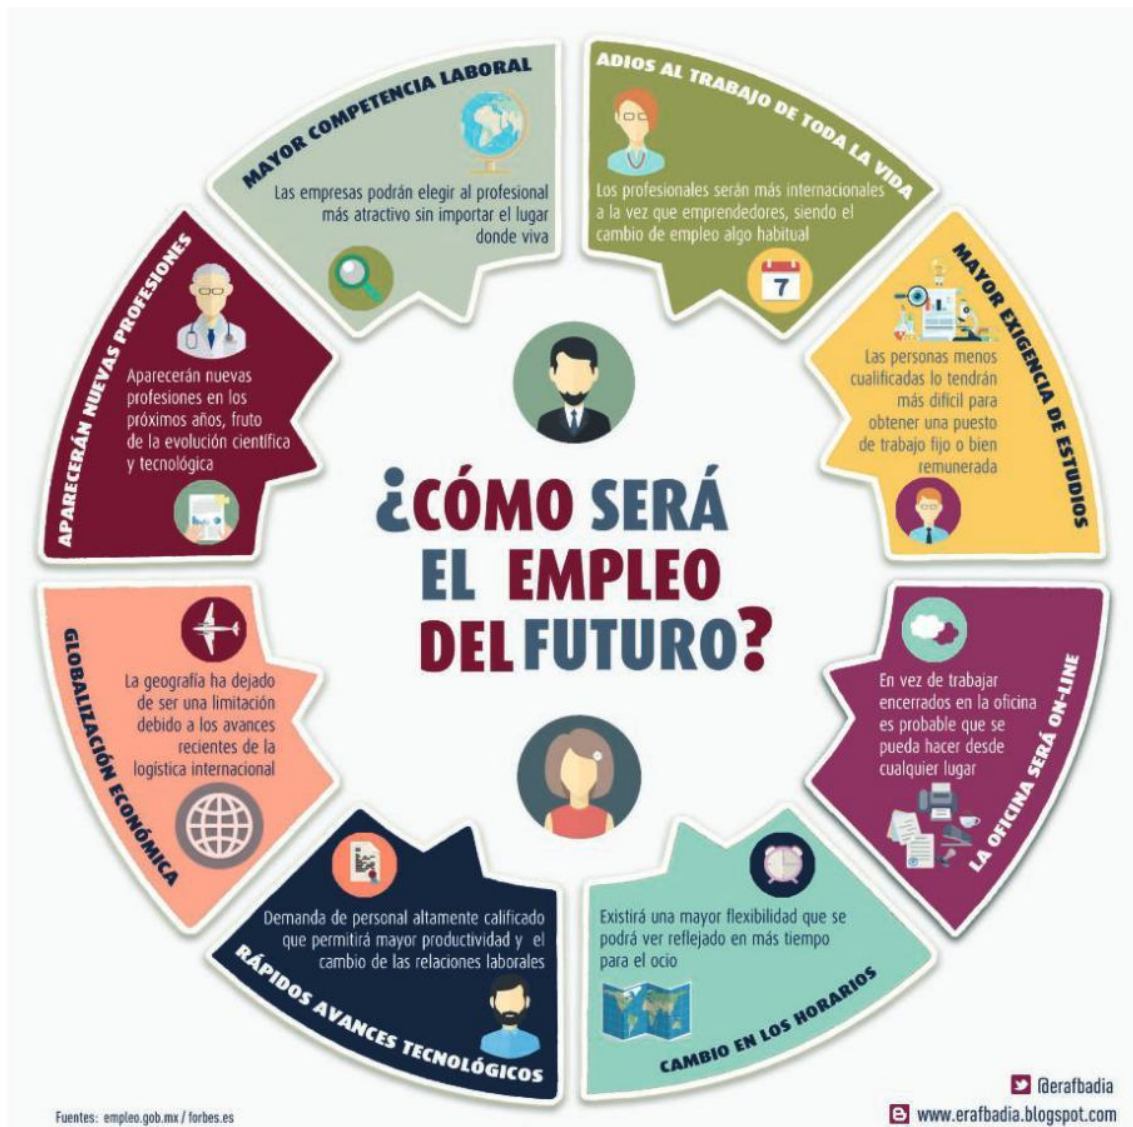 MAYOR COMPETENCIA LABORAL
Las empresas podrán elegir al profesional
más atractivo sin importar el lugar
donde viva
ADIOS AL TRABAJO DE TODA LA VIDA
Los profesionales serán más internacionales
a la vez que emprendedores, siendo el
cambio de empleo algo habitual
7
MAYOR EXIGENCIA DE ESTUDIOS
Las personas menos
cualificadas lo tendrán
más difícil para
obtener una puesto
de trabajo fijo o bien
remunerada
LA OFICINA SERÁ ON-LINE
En vez de trabajar
encerrados en la oficina
es probable que se
pueda hacer desde
cualquier lugar
CAMBIO EN LOS HORARIOS
Existirá una mayor flexibilidad que se
podrá ver reflejado en más tiempo
para el ocio
RÁPIDOS AVANCES TECNOLÓGICOS
Demanda de personal altamente calificado
que permitirá mayor productividad y el
cambio de las relaciones laborales
GLOBALIZACIÓN ECONÓMICA
La geografía ha dejado
de ser una limitación
debido a los avances
recientes de la
logística internacional
APARECERÁN NUEVAS PROFESIONES
Aparecerán nuevas
profesiones en los
próximos años, fruto
de la evolución científica
y tecnológica
¿CÓMO SERÁ
EL EMPLEO
DEL FUTURO?
Fuentes: empleo.gob.mx / forbes.es
@erafbadia
www.erafbadia.blogspot.com